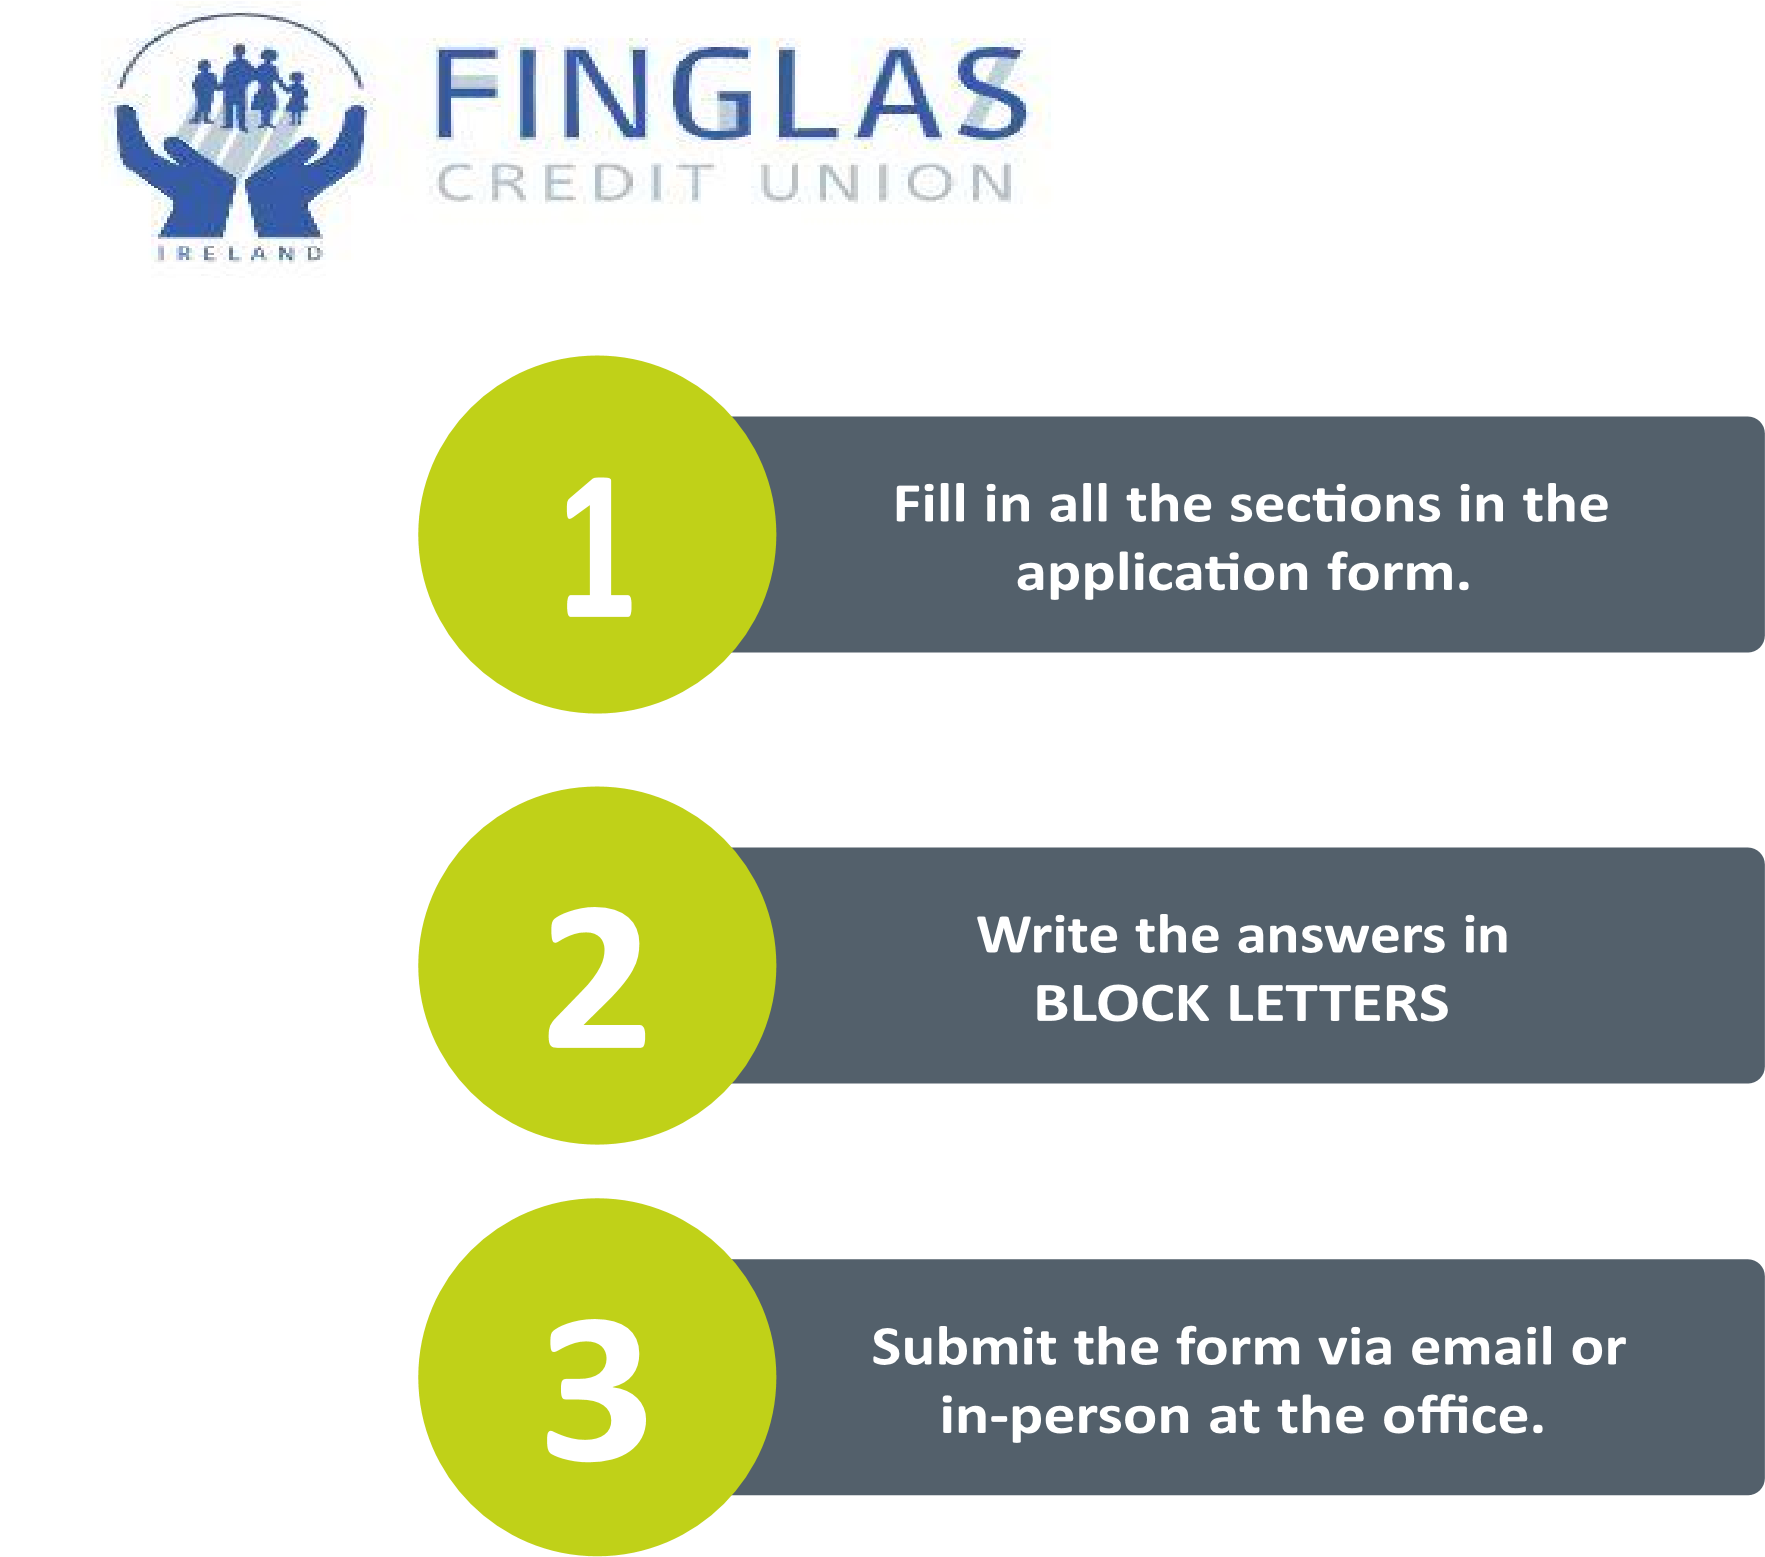 FINGLAS
CREDIT UNION
IRELAND
1
Fill in all the sections in the
application form.
2
Write the answers in
BLOCK LETTERS
3
Submit the form via email or
in-person at the office.